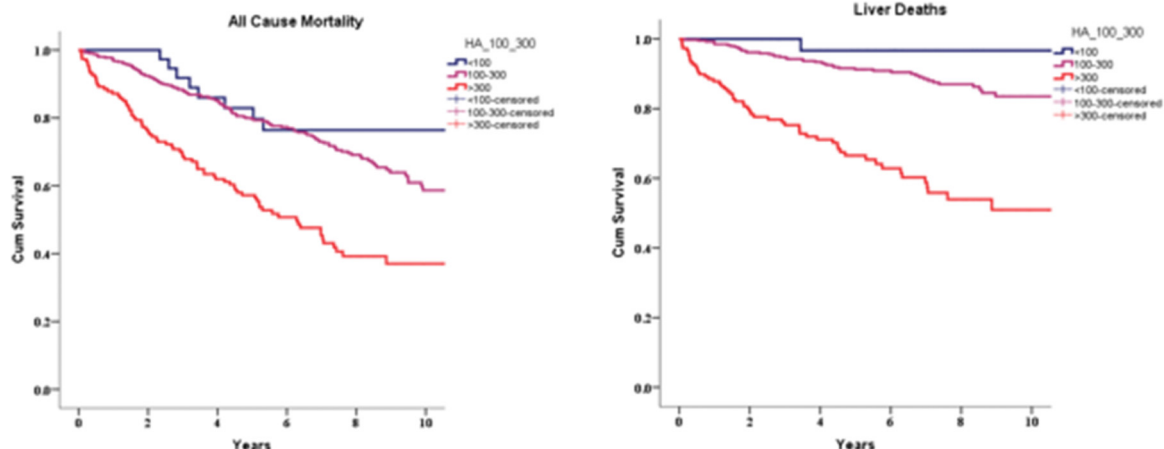 All Cause Mortality
HA_100_300
<100
100-300
>300
<100-censored
100-300-censored
>300-censored
Cum Survival
1.0
0.8
0.6
0.4
0.2
0.0
0 2 4 6 8 10
Years
Liver Deaths
HA_100_300
<100
100-300
>300
<100-censored
100-300-censored
>300-censored
Cum Survival
1.0
0.8
0.6
0.4
0.2
0.0
0 2 4 6 8 10
Years